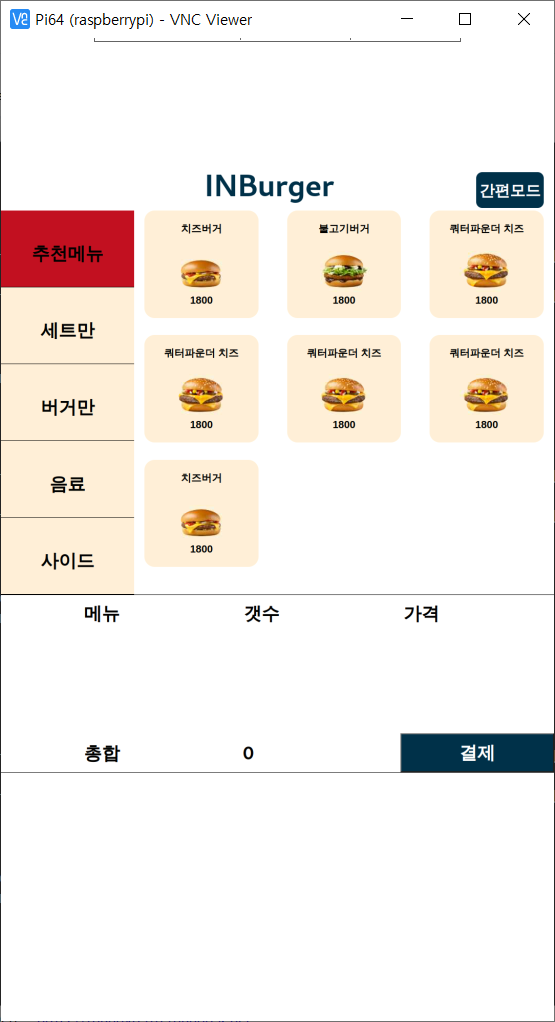 Pi64 (raspberrypi) - VNC Viewer
INBurger
간편모드
추천메뉴
세트만
버거만
음료
사이드
치즈버거
1800
불고기버거
1800
쿼터파운더 치즈
1800
쿼터파운더 치즈
1800
쿼터파운더 치즈
1800
쿼터파운더 치즈
1800
치즈버거
1800
메뉴 갯수 가격
총합 0 결제